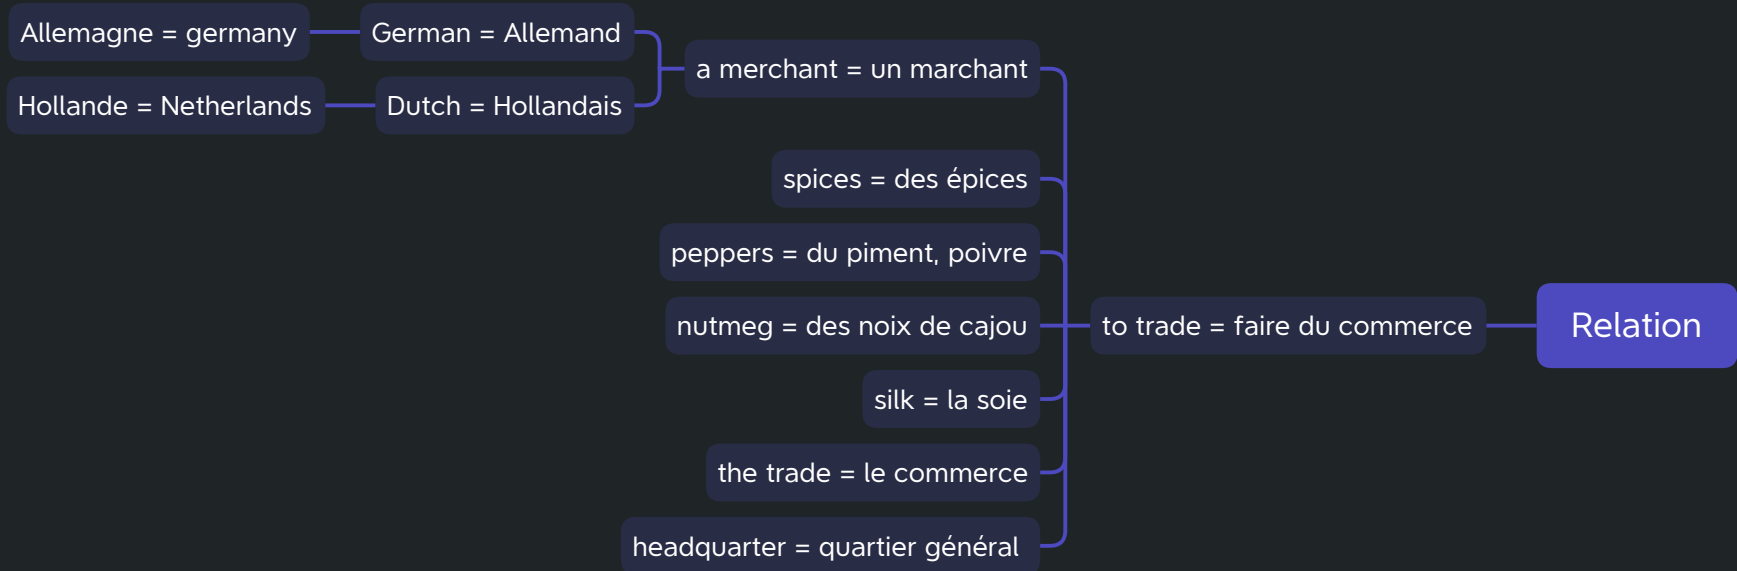 Allemagne = germany
German = Allemand
Hollande = Netherlands
Dutch = Hollandais
a merchant = un marchant
spices = des épices
peppers = du piment, poivre
nutmeg = des noix de cajou
silk = la soie
the trade = le commerce
headquarter = quartier général
to trade = faire du commerce
Relation